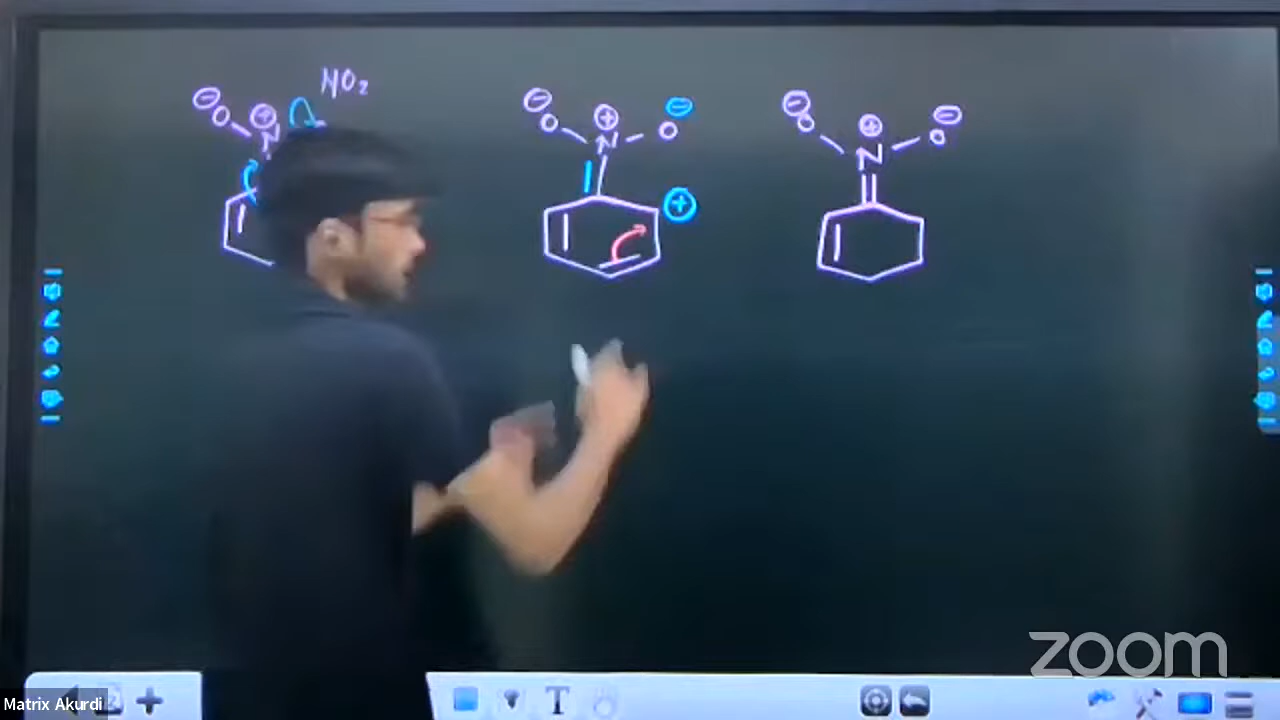 NO₂
⊖ O ⊕ N
⊖ O ⊕ N O ⊖
⊕
⊖ O ⊕ N O ⊖
zoom
Matrix Akurdi
T